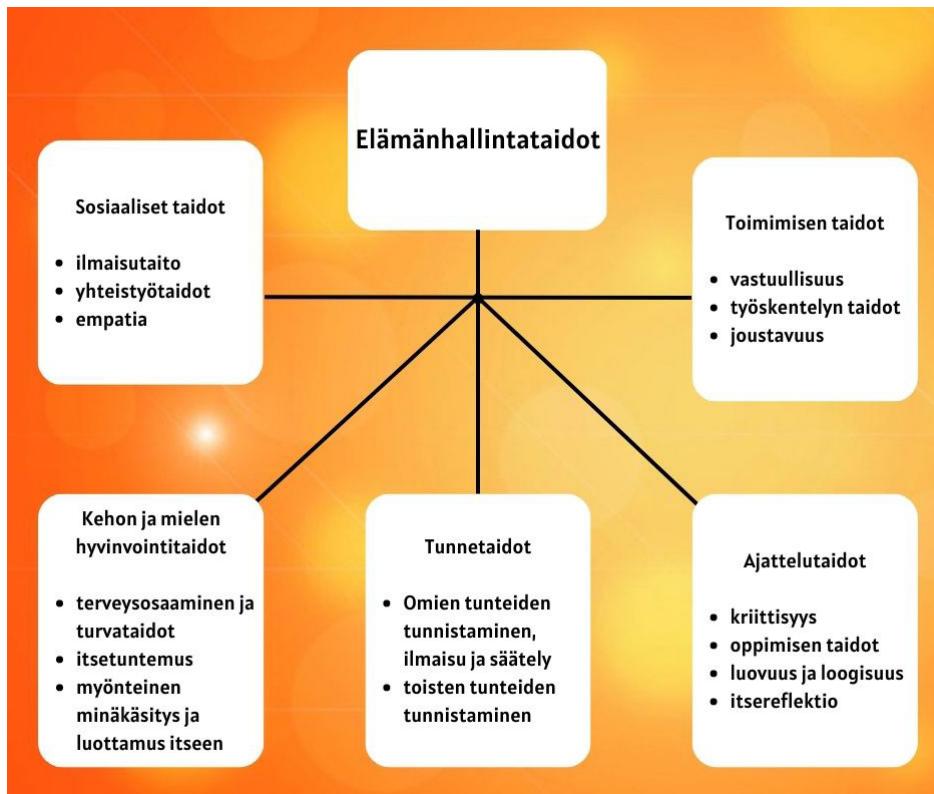 Elämänhallintataidot
Sosiaaliset taidot
• ilmaisutaito
• yhteistyötaidot
• empatia
Toimimisen taidot
• vastuullisuus
• työskentelyn taidot
• joustavuus
Kehon ja mielen
hyvinvointitaidot
• terveysosaaminen ja
turvataidot
• itsetuntemus
• myönteinen
minäkäsitys ja
luottamus itseen
Tunnetaidot
• Omien tunteiden
tunnistaminen,
ilmaisu ja säätely
• toisten tunteiden
tunnistaminen
Ajattelutaidot
• kriittisyys
• oppimisen taidot
• luovuus ja loogisuus
• itsereflektio